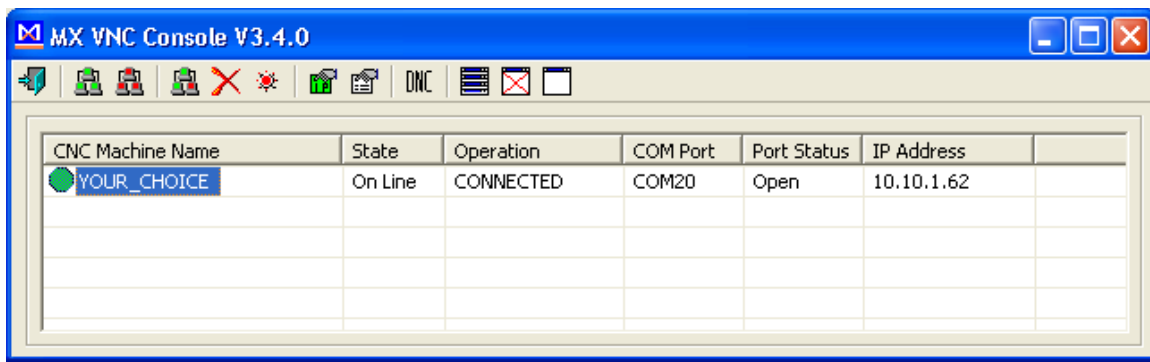 MX VNC Console V3.4.0
DNC
CNC Machine Name State Operation COM Port Port Status IP Address
YOUR_CHOICE On Line CONNECTED COM20 Open 10.10.1.62